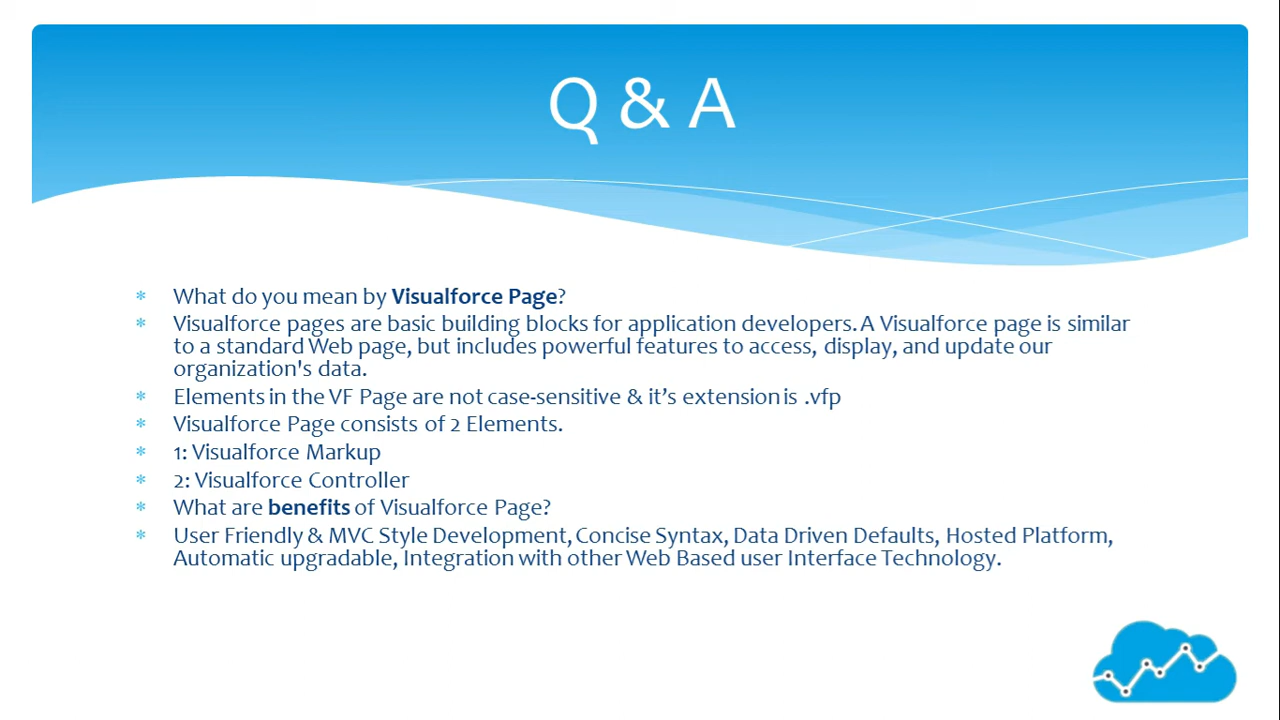 Q & A
* What do you mean by Visualforce Page?
* Visualforce pages are basic building blocks for application developers. A Visualforce page is similar
to a standard Web page, but includes powerful features to access, display, and update our
organization's data.
* Elements in the VF Page are not case-sensitive & it’s extension is .vfp
* Visualforce Page consists of 2 Elements.
* 1: Visualforce Markup
* 2: Visualforce Controller
* What are benefits of Visualforce Page?
* User Friendly & MVC Style Development, Concise Syntax, Data Driven Defaults, Hosted Platform,
Automatic upgradable, Integration with other Web Based user Interface Technology.